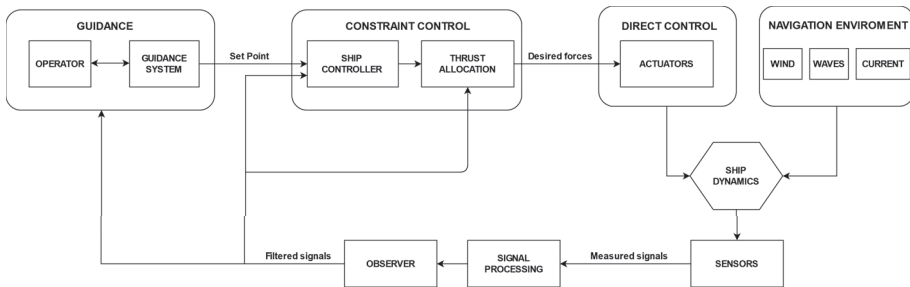 GUIDANCE
OPERATOR
GUIDANCE
SYSTEM
Set Point
CONSTRAINT CONTROL
SHIP
CONTROLLER
THRUST
ALLOCATION
Desired forces
DIRECT CONTROL
ACTUATORS
NAVIGATION ENVIROMENT
WIND
WAVES
CURRENT
SHIP
DYNAMICS
Filtered signals
OBSERVER
SIGNAL
PROCESSING
Measured signals
SENSORS